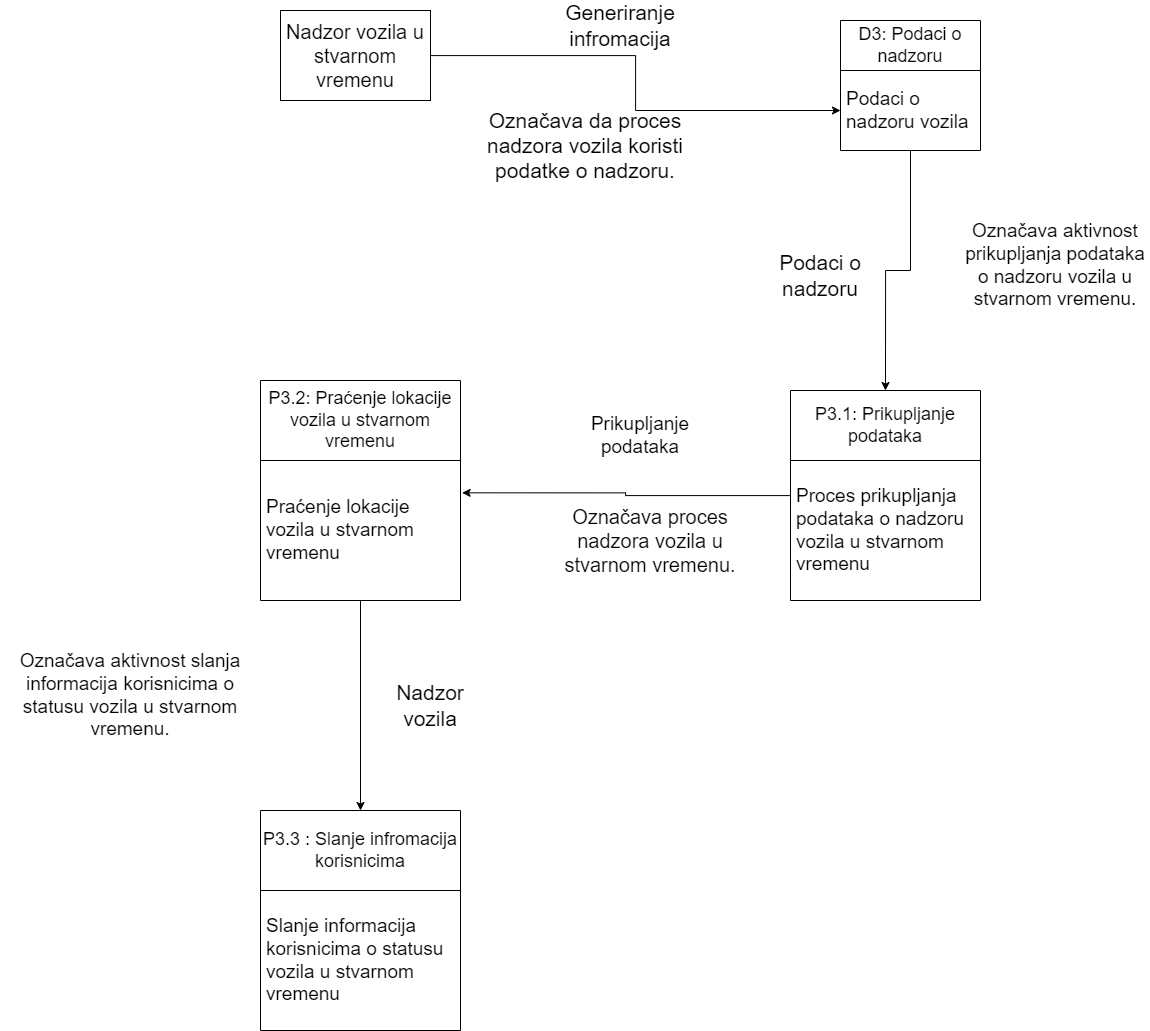 Nadzor vozila u
stvarnom
vremenu
Generiranje
infromacija
Označava da proces
nadzora vozila koristi
podatke o nadzoru.
D3: Podaci o
nadzoru
Podaci o
nadzoru vozila
Podaci o
nadzoru
Označava aktivnost
prikupljanja podataka
o nadzoru vozila u
stvarnom vremenu.
P3.1: Prikupljanje
podataka
Proces prikupljanja
podataka o nadzoru
vozila u stvarnom
vremenu
Prikupljanje
podataka
Označava proces
nadzora vozila u
stvarnom vremenu.
P3.2: Praćenje lokacije
vozila u stvarnom
vremenu
Praćenje lokacije
vozila u stvarnom
vremenu
Označava aktivnost slanja
informacija korisnicima o
statusu vozila u stvarnom
vremenu.
Nadzor
vozila
P3.3 : Slanje infromacija
korisnicima
Slanje informacija
korisnicima o statusu
vozila u stvarnom
vremenu